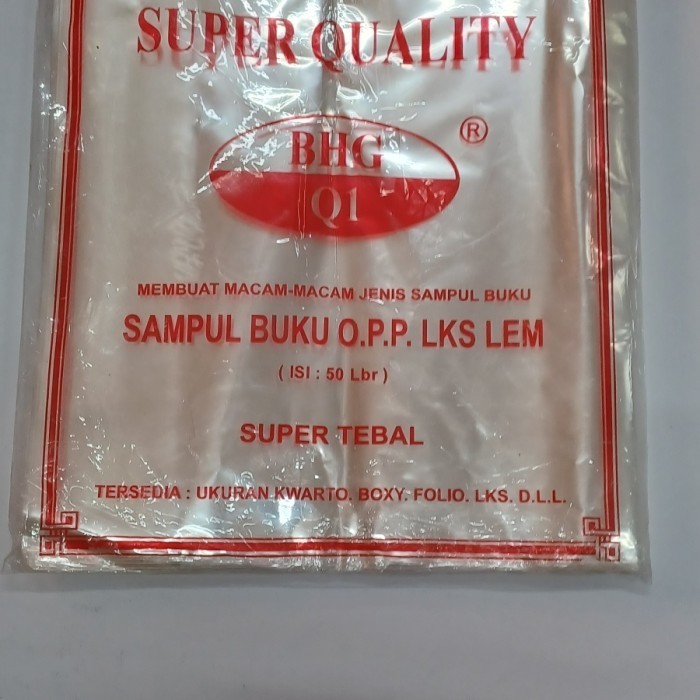 SUPER QUALITY
BHG
®
Q1
MEMBUAT MACAM-MACAM JENIS SAMPUL BUKU
SAMPUL BUKU O.P.P. LKS LEM
( ISI : 50 Lbr )
SUPER TEBAL
TERSEDIA : UKURAN KWARTO. BOXY. FOLIO. LKS. D.L.L.